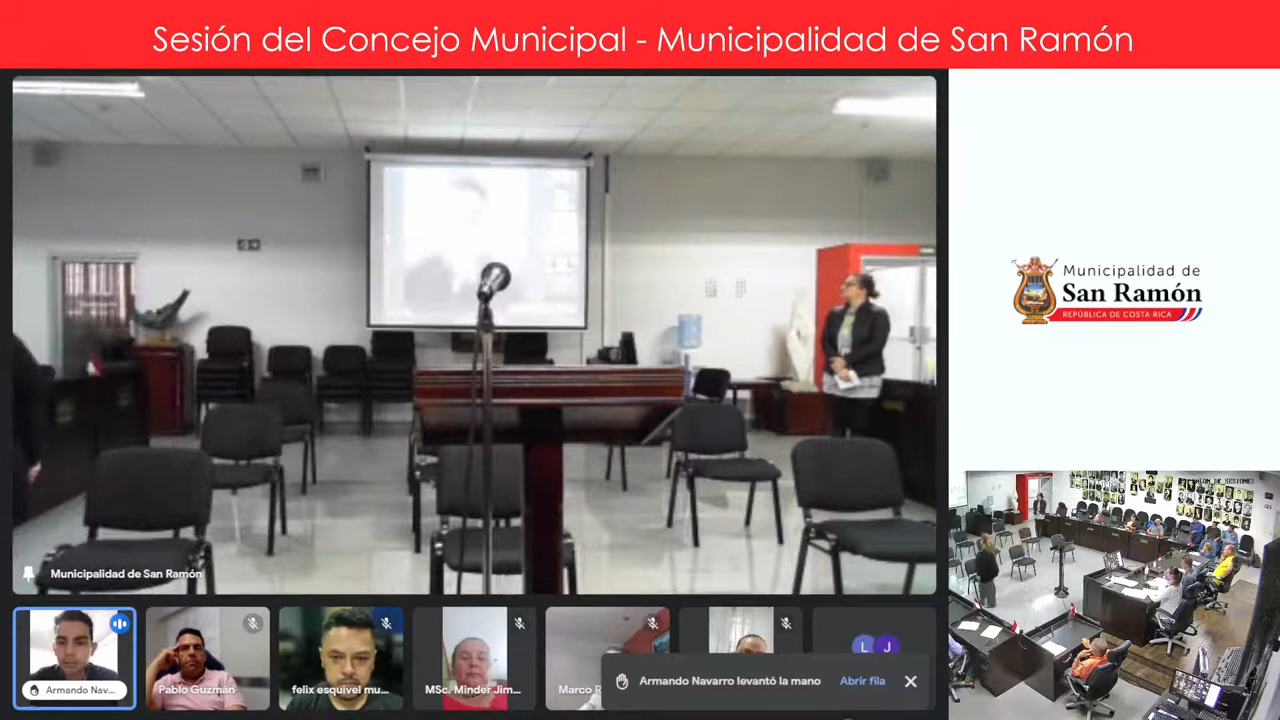 Sesión del Concejo Municipal - Municipalidad de San Ramón
Municipalidad de San Ramón
Municipalidad de
San Ramón
REPÚBLICA DE COSTA RICA
Armando Nav...
Pablo Guzmán
felix esquivel mu...
MSc. Minder Jim...
Marco R
L J
Armando Navarro levantó la mano
Abrir fila